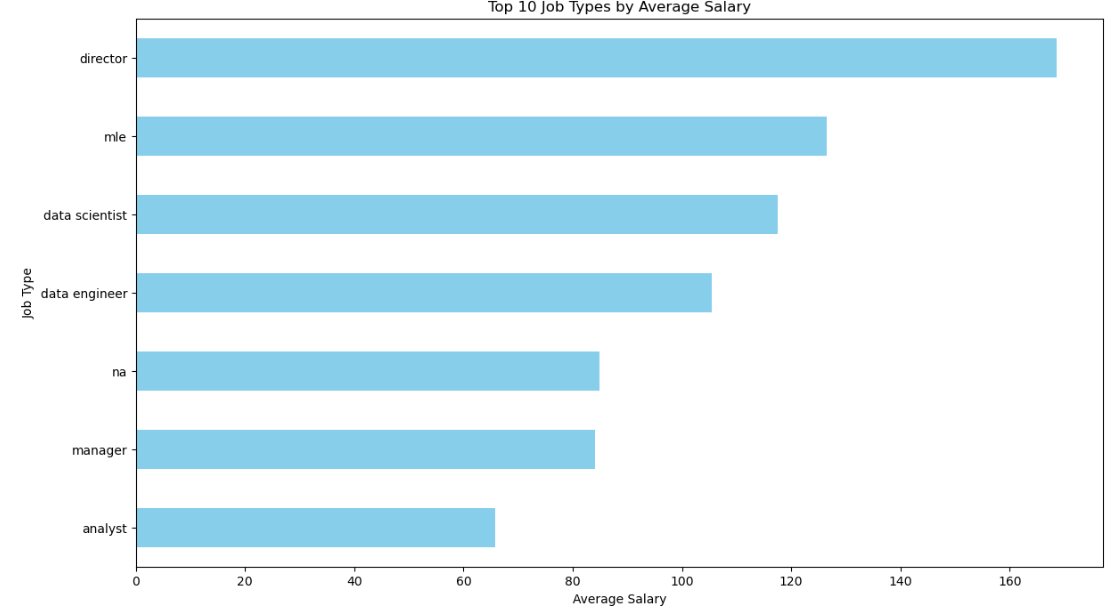 Top 10 Job Types by Average Salary
director
mle
data scientist
data engineer
na
manager
analyst
Job Type
0 20 40 60 80 100 120 140 160
Average Salary